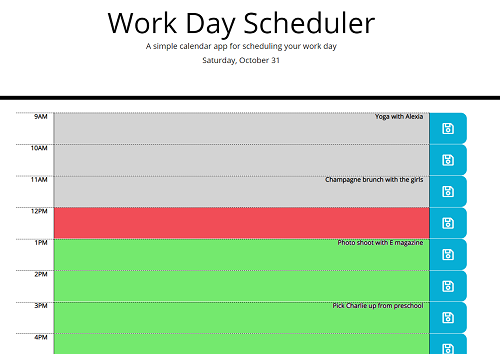 Work Day Scheduler
A simple calendar app for scheduling your work day
Saturday, October 31
9AM Yoga with Alexia
10AM
11AM Champagne brunch with the girls
12PM
1PM Photo shoot with E magazine
2PM
3PM Pick Charlie up from preschool
4PM